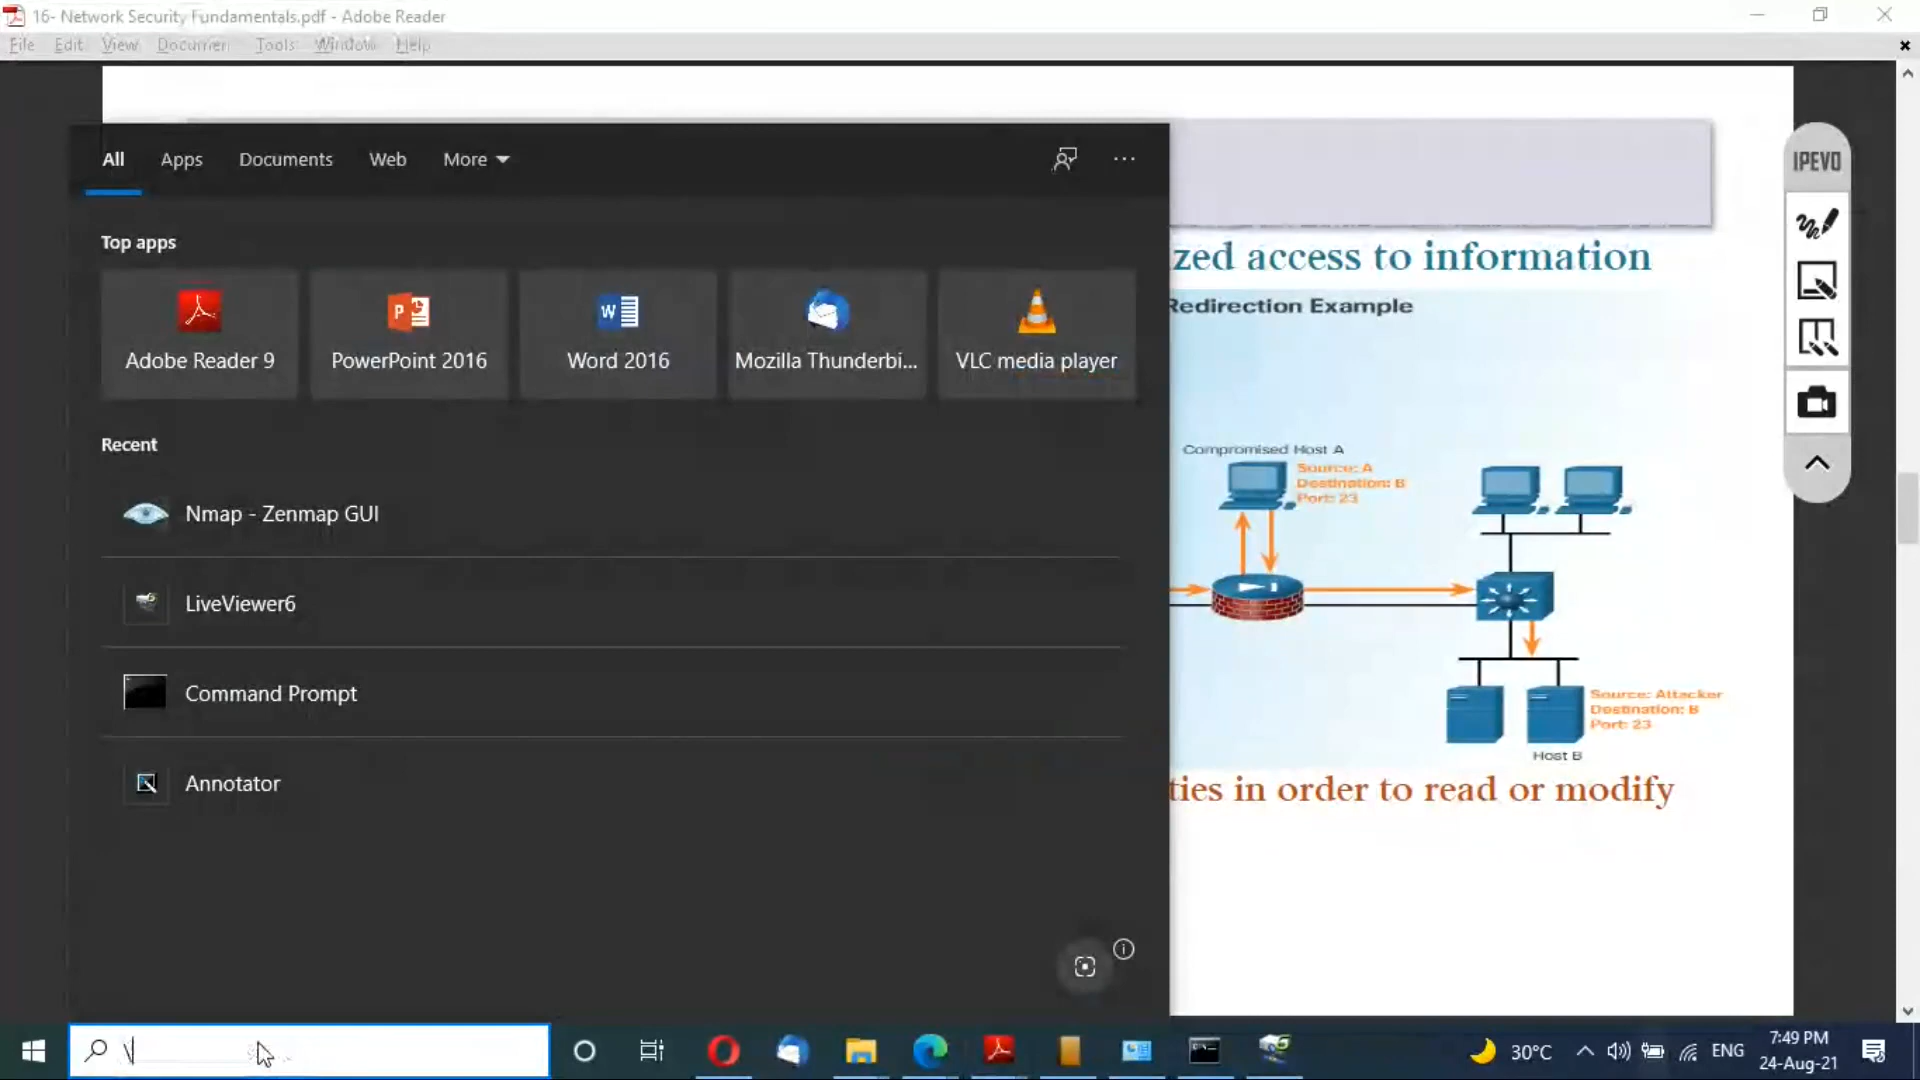 16- Network Security Fundamentals.pdf - Adobe Reader
File Edit View Documen Tools Window Help
All Apps Documents Web More
IPEVO
Top apps
zed access to information
Redirection Example
Adobe Reader 9
PowerPoint 2016
Word 2016
Mozilla Thunderbi...
VLC media player
Recent
Compromised Host A
Source: A
Destination: B
Port: 23
Nmap - Zenmap GUI
LiveViewer6
Command Prompt
Source: Attacker
Destination: B
Port: 23
Host B
Annotator
ties in order to read or modify
\
30°C
ENG
7:49 PM
24-Aug-21